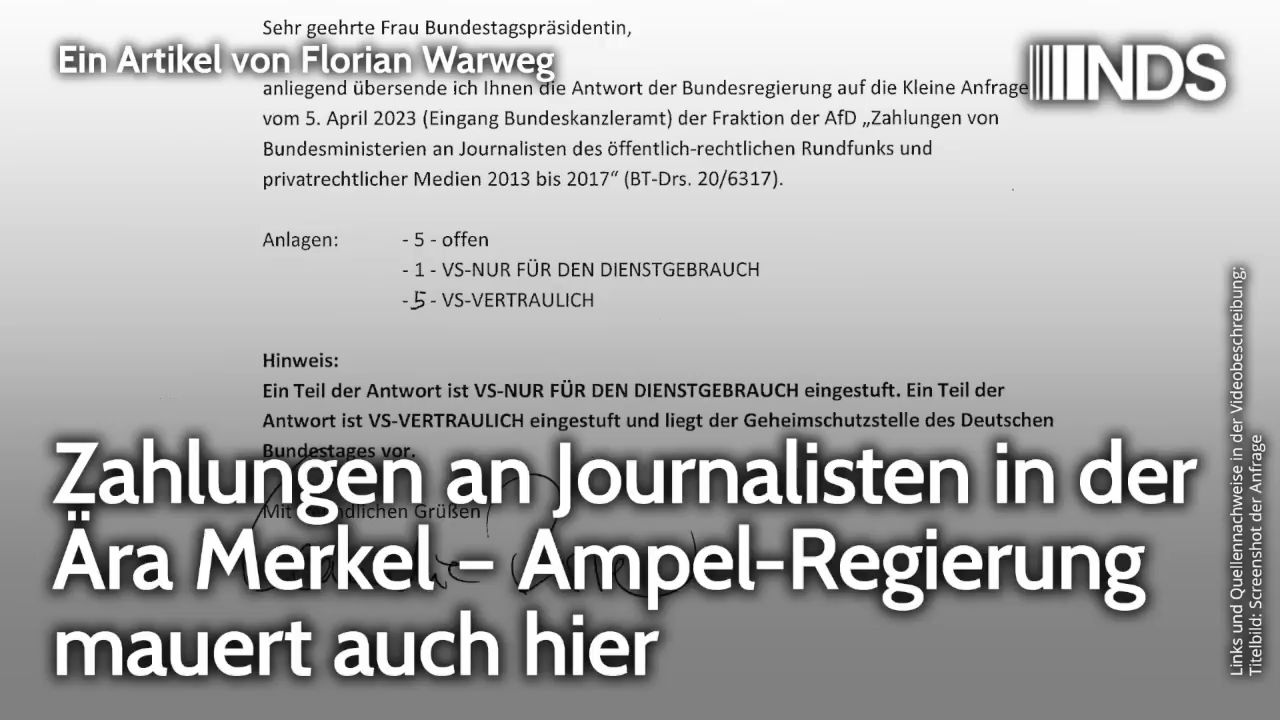 Sehr geehrte Frau Bundestagspräsidentin,
Ein Artikel von Florian Warweg
NDS
anliegend übersende ich Ihnen die Antwort der Bundesregierung auf die Kleine Anfrage
vom 5. April 2023 (Eingang Bundeskanzleramt) der Fraktion der AfD „Zahlungen von
Bundesministerien an Journalisten des öffentlich-rechtlichen Rundfunks und
privatrechtlicher Medien 2013 bis 2017“ (BT-Drs. 20/6317).
Anlagen: - 5 - offen
- 1 - VS-NUR FÜR DEN DIENSTGEBRAUCH
- 5 - VS-VERTRAULICH
Hinweis:
Ein Teil der Antwort ist VS-NUR FÜR DEN DIENSTGEBRAUCH eingestuft. Ein Teil der
Antwort ist VS-VERTRAULICH eingestuft und liegt der Geheimschutzstelle des Deutschen
Bundestages vor.
Zahlungen an Journalisten in der
Mit freundlichen Grüßen
Ära Merkel – Ampel-Regierung
mauert auch hier
Links und Quellennachweise in der Videobeschreibung;
Titelbild: Screenshot der Anfrage